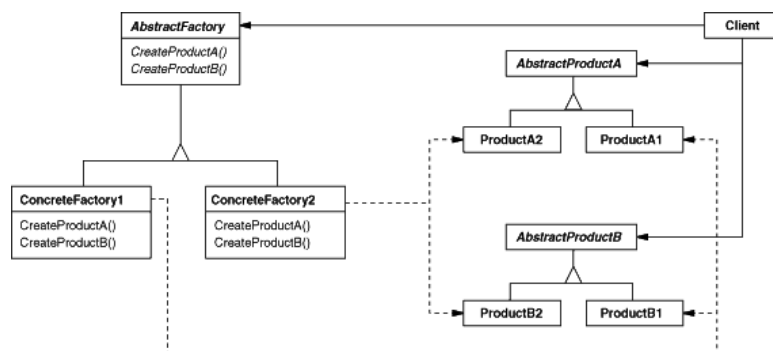 AbstractFactory
CreateProductA()
CreateProductB()
Client
AbstractProductA
ProductA2
ProductA1
ConcreteFactory1
CreateProductA()
CreateProductB()
ConcreteFactory2
CreateProductA()
CreateProductB()
AbstractProductB
ProductB2
ProductB1